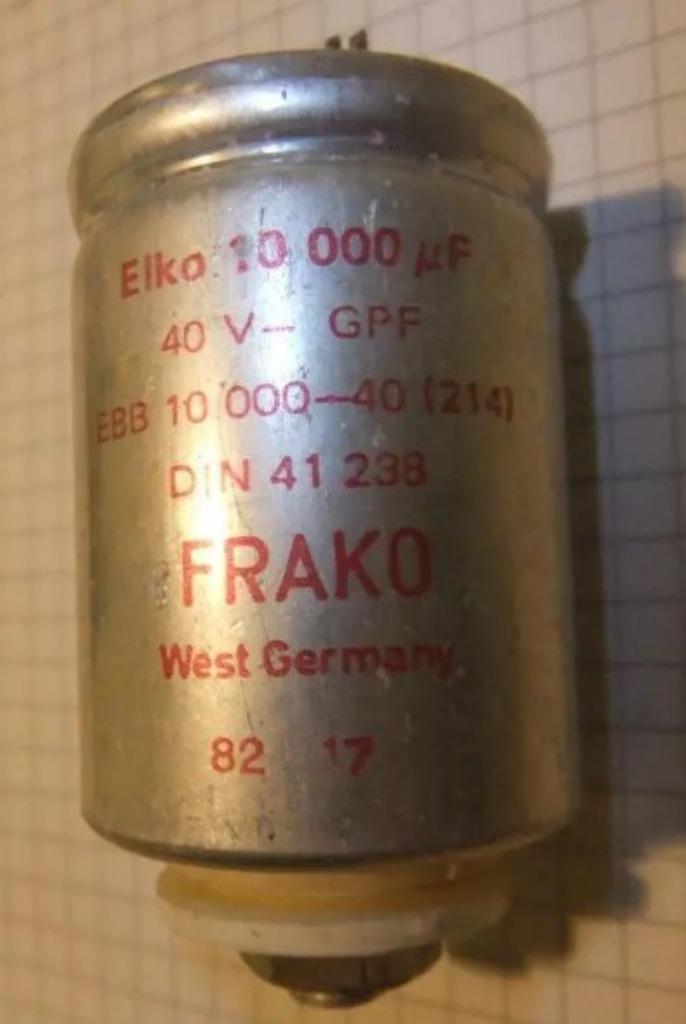 Elko 10 000 µF
40 V– GPF
EBB 10 000–40 (214)
DIN 41 238
FRAKO
West Germany
82 17